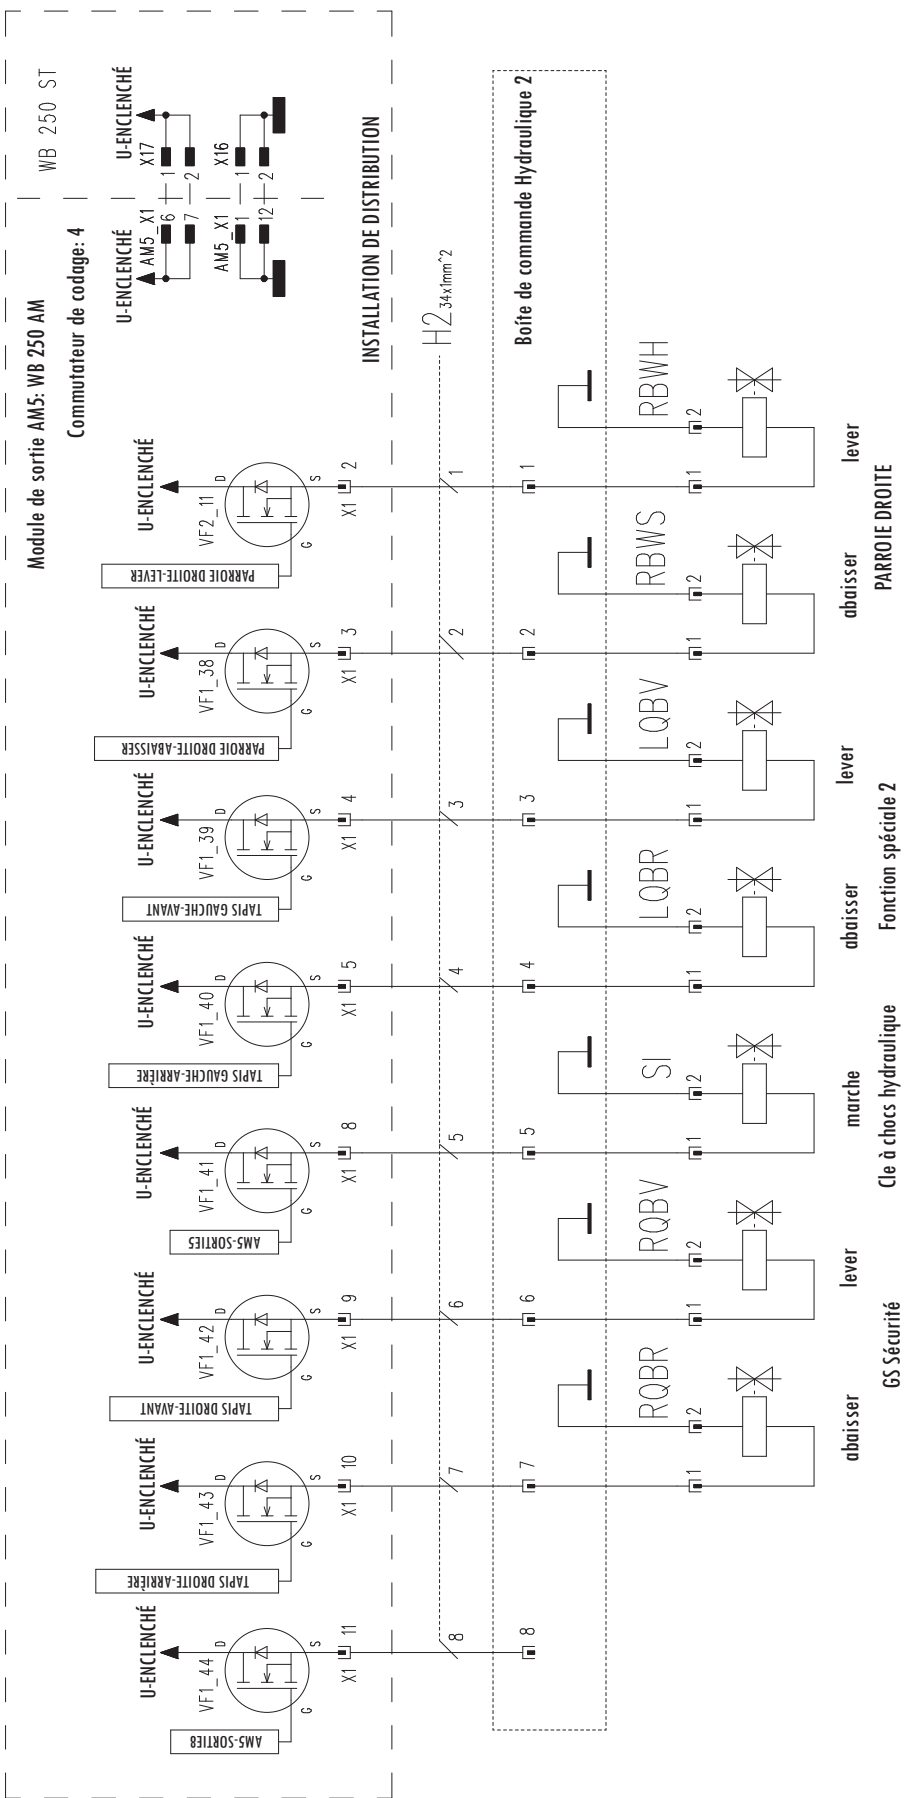 Module de sortie AM5: WB 250 AM
Commutateur de codage: 4
WB 250 ST
U-ENCLENCHÉ
AM5_X1
6
7
AM5_X1
1
12
U-ENCLENCHÉ
X17
1
2
X16
1
2
INSTALLATION DE DISTRIBUTION
U-ENCLENCHÉ
U-ENCLENCHÉ
U-ENCLENCHÉ
U-ENCLENCHÉ
U-ENCLENCHÉ
U-ENCLENCHÉ
U-ENCLENCHÉ
U-ENCLENCHÉ
AM5-SORTIE8
VF1_44
D
S
G
X1
11
TAPIS DROITE-ARRIÈRE
VF1_43
D
S
G
X1
10
TAPIS DROITE-AVANT
VF1_42
D
S
G
X1
9
AM5-SORTIE5
VF1_41
D
S
G
X1
8
TAPIS GAUCHE-ARRIÈRE
VF1_40
D
S
G
X1
5
TAPIS GAUCHE-AVANT
VF1_39
D
S
G
X1
4
PARROIE DROITE-ABAISSER
VF1_38
D
S
G
X1
3
PARROIE DROITE-LEVER
VF2_11
D
S
G
X1
2
8
7
6
5
4
3
2
1
H2 34x1mm^2
Boîte de commande Hydraulique 2
8
7
6
5
4
3
2
1
RQBR
RQBV
SI
LQBR
LQBV
RBWS
RBWH
1
2
1
2
1
2
1
2
1
2
1
2
1
2
abaisser
lever
marche
abaisser
lever
abaisser
lever
GS Sécurité
Cle à chocs hydraulique
Fonction spéciale 2
PARROIE DROITE